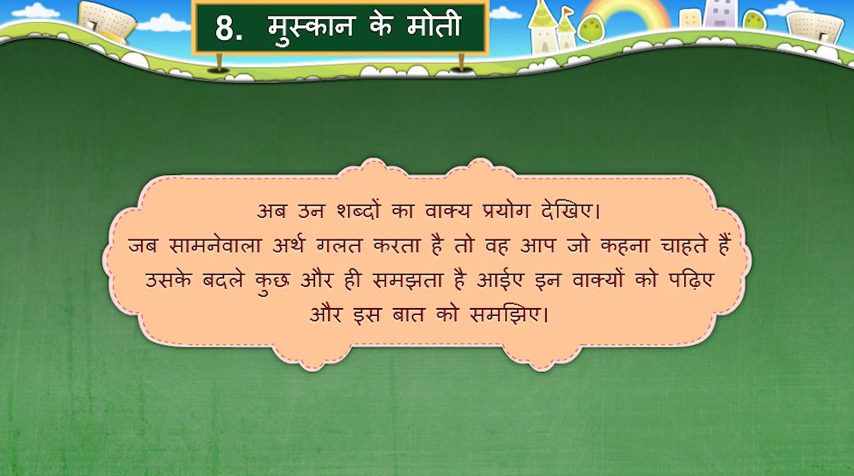 8. मुस्कान के मोती
अब उन शब्दों का वाक्य प्रयोग देखिए।
जब सामनेवाला अर्थ गलत करता है तो वह आप जो कहना चाहते हैं
उसके बदले कुछ और ही समझता है आईए इन वाक्यों को पढ़िए
और इस बात को समझिए।